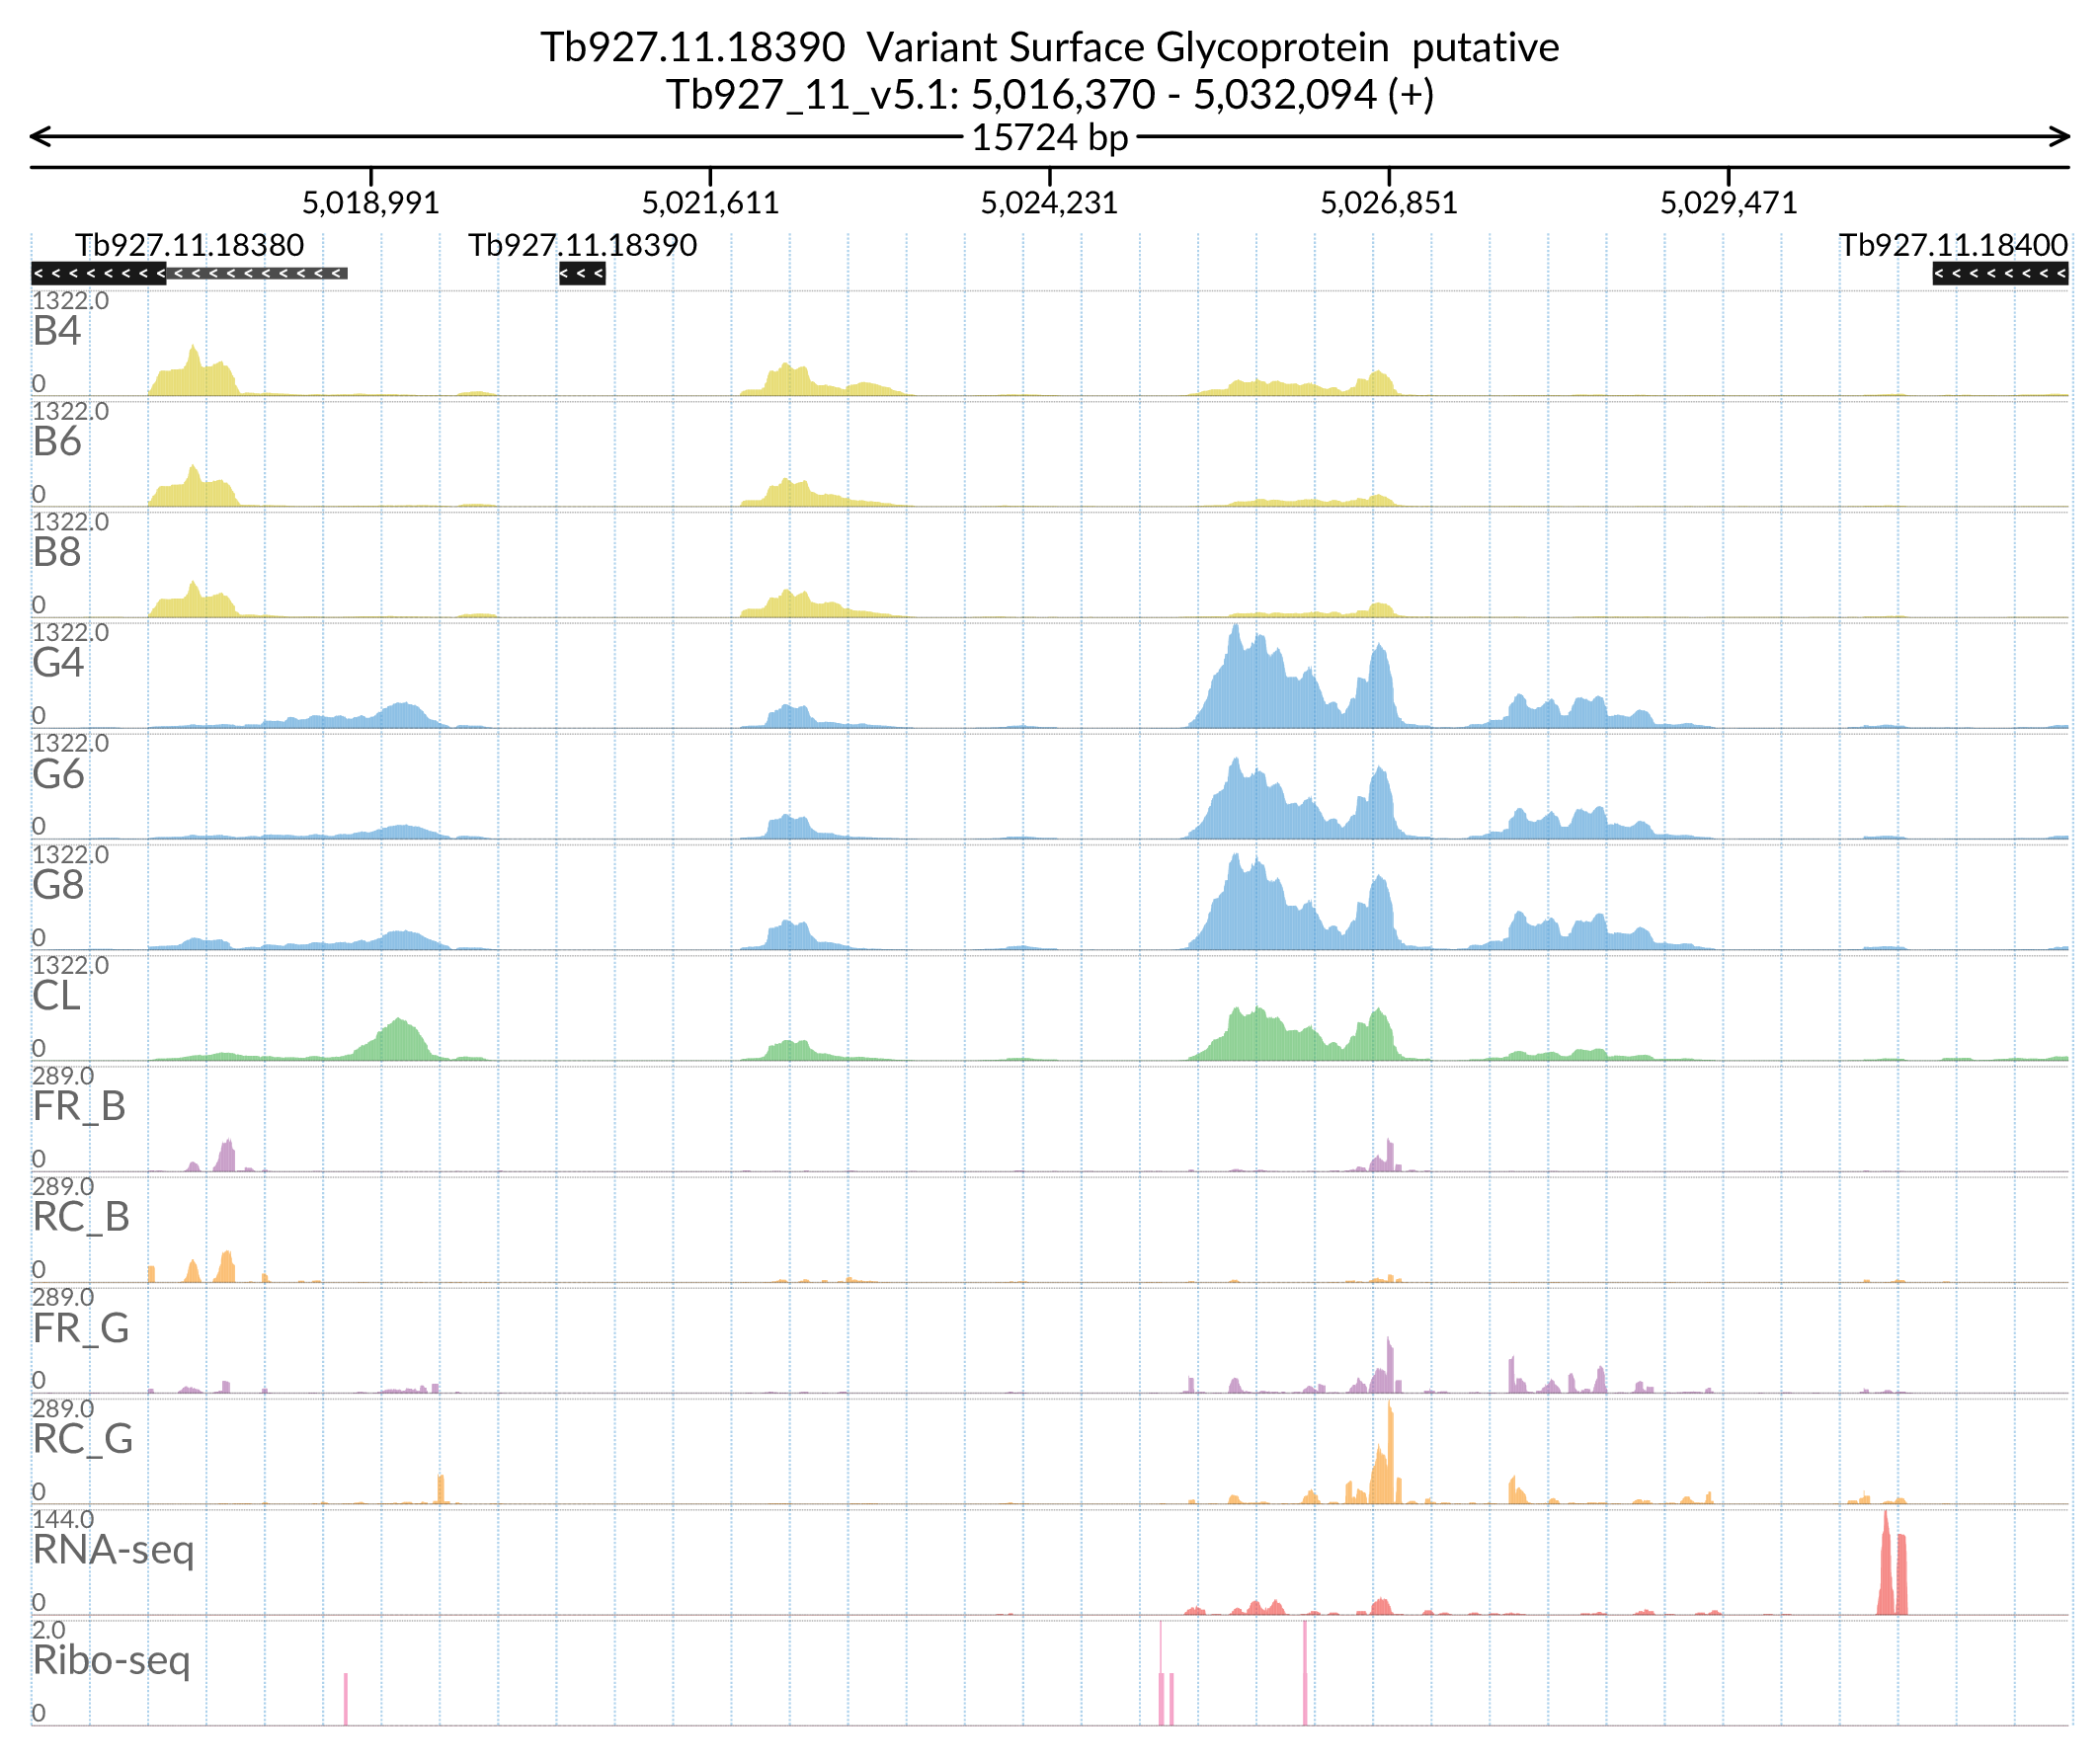 Tb927.11.18390  Variant Surface Glycoprotein  putative
Tb927_11_v5.1: 5,016,370 - 5,032,094 (+)
15724 bp
5,018,991 5,021,611 5,024,231 5,026,851 5,029,471
Tb927.11.18380 Tb927.11.18390 Tb927.11.18400
1322.0
B4
0
1322.0
B6
0
1322.0
B8
0
1322.0
G4
0
1322.0
G6
0
1322.0
G8
0
1322.0
CL
0
289.0
FR_B
0
289.0
RC_B
0
289.0
FR_G
0
289.0
RC_G
0
144.0
RNA-seq
0
2.0
Ribo-seq
0